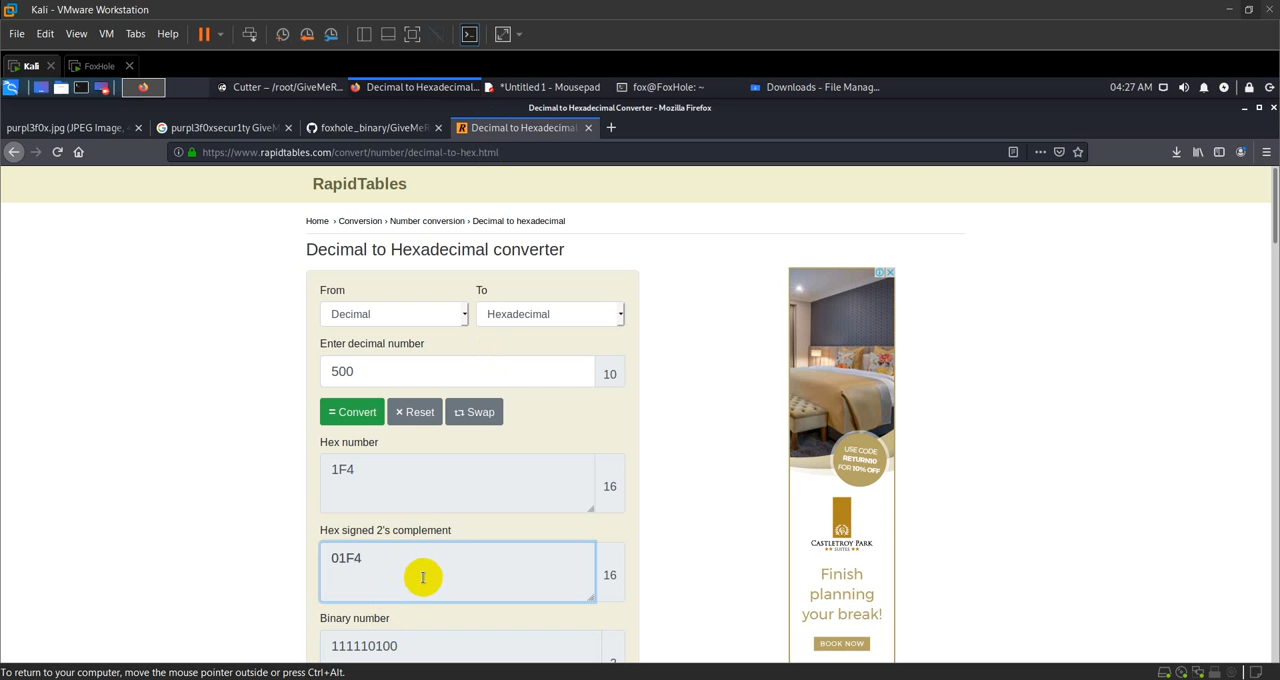 Kali - VMware Workstation
File Edit View VM Tabs Help
Kali FoxHole
Cutter – /root/GiveMeR... Decimal to Hexadecimal... *Untitled 1 - Mousepad fox@FoxHole: ~ Downloads - File Manag... 04:27 AM
Decimal to Hexadecimal Converter - Mozilla Firefox
purpl3f0x.jpg (JPEG Image, purpl3f0xsecur1ty GiveM foxhole_binary/GiveMeR Decimal to Hexadecimal
https://www.rapidtables.com/convert/number/decimal-to-hex.html
RapidTables
Home › Conversion › Number conversion › Decimal to hexadecimal
Decimal to Hexadecimal converter
From To
Decimal Hexadecimal
Enter decimal number
500 10
= Convert × Reset Swap
Hex number
1F4 16
Hex signed 2's complement
01F4 16
Binary number
111110100 2
USE CODE
RETURN10
FOR 10% OFF
CASTLETROY PARK
SUITES
Finish
planning
your break!
BOOK NOW
To return to your computer, move the mouse pointer outside or press Ctrl+Alt.